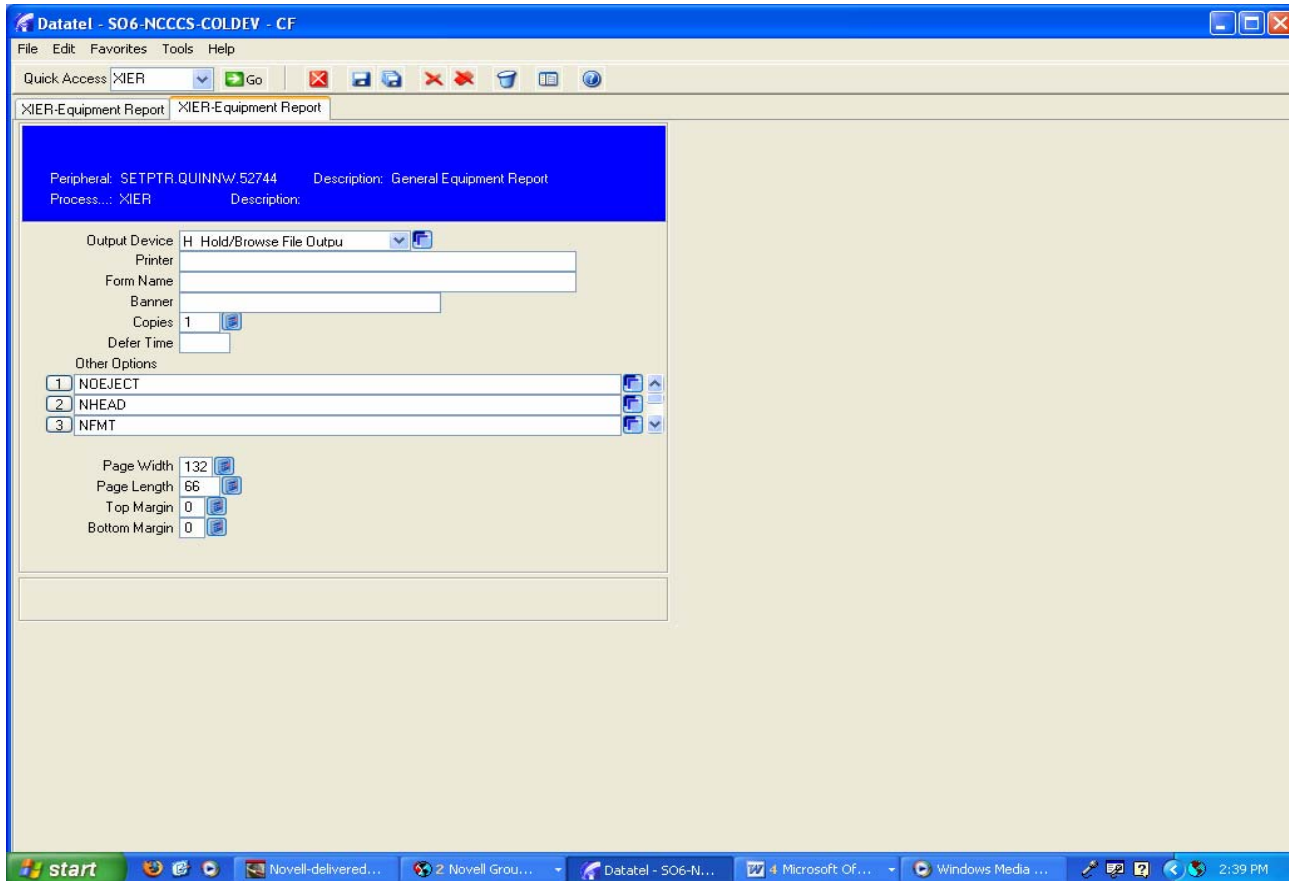 Datatel - SO6-NCCCS-COLDEV - CF
File Edit Favorites Tools Help
Quick Access XIER Go
XIER-Equipment Report XIER-Equipment Report
Peripheral: SETPTR.QUINNW.52744 Description: General Equipment Report
Process...: XIER Description:
Output Device H Hold/Browse File Outpu
Printer
Form Name
Banner
Copies 1
Defer Time
Other Options
1 NOEJECT
2 NHEAD
3 NFMT
Page Width 132
Page Length 66
Top Margin 0
Bottom Margin 0
start Novell-delivered... 2 Novell Grou... Datatel - SO6-N... 4 Microsoft Of... Windows Media ... 2:39 PM